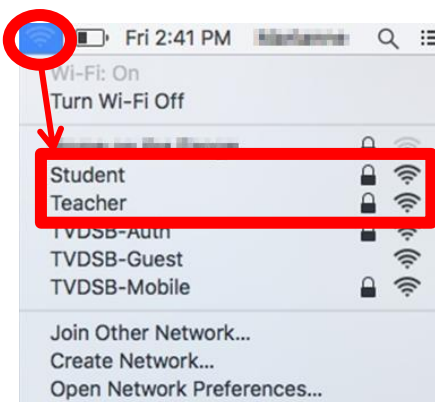 Fri 2:41 PM
Wi-Fi: On
Turn Wi-Fi Off
Student
Teacher
TVDSB-Auth
TVDSB-Guest
TVDSB-Mobile
Join Other Network...
Create Network...
Open Network Preferences...